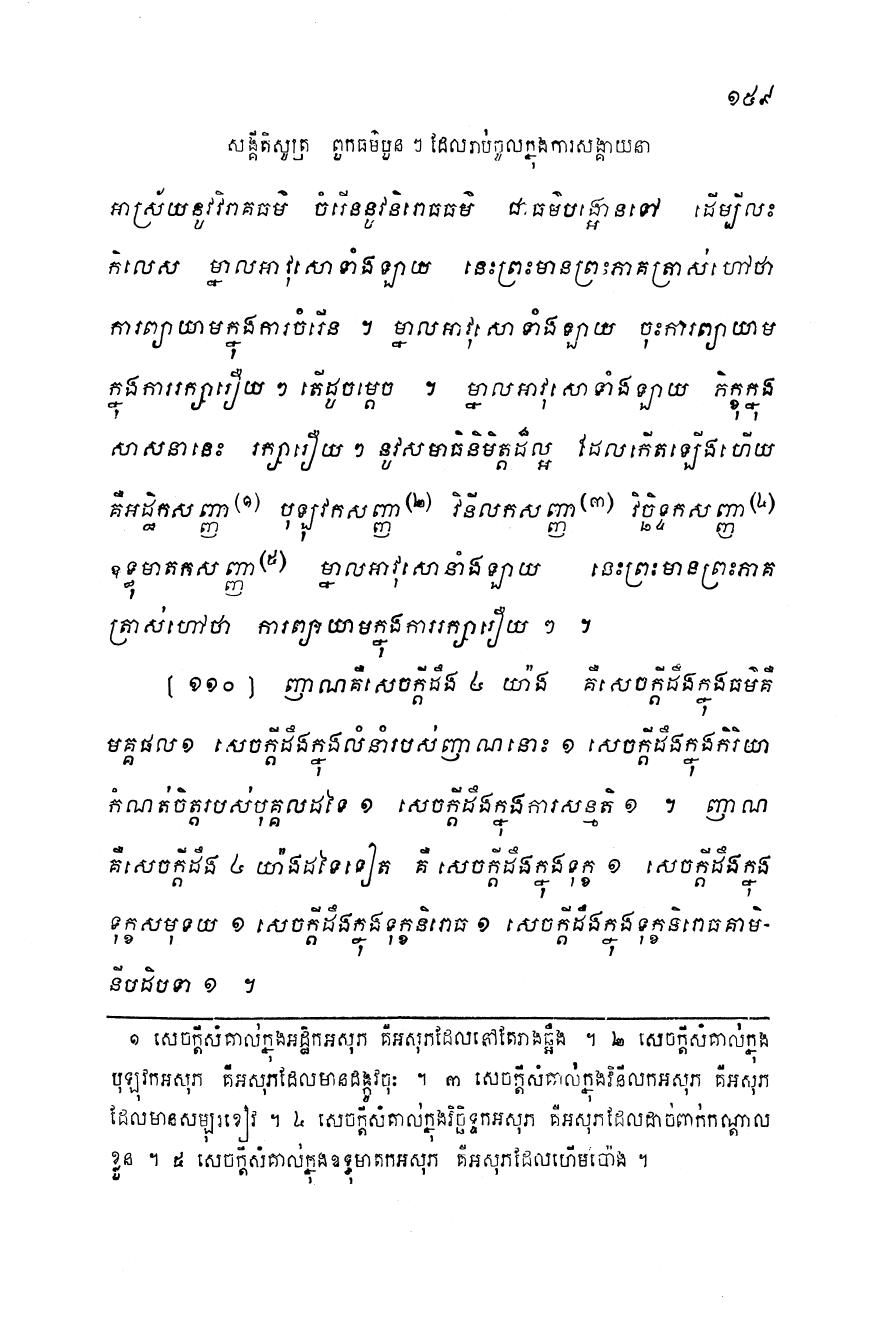 ១៥៩
សង្គីតិសូត្រ ពួកធម៌បួន ៗ ដែលរាប់ចូលក្នុងការសង្គាយនា
អាស្រ័យនូវវិរាគធម៌ ចំរើននូវនិរោធធម៌ ជាធម៌បង្អោនទៅ ដើម្បីលះ
កិលេស ម្នាលអាវុសោទាំងឡាយ នេះព្រះមានព្រះភាគត្រាស់ហៅថា
ការព្យាយាមក្នុងការចំរើន ។ ម្នាលអាវុសោទាំងឡាយ ចុះការព្យាយាម
ក្នុងការរក្សារឿយ ៗ តើដូចម្តេច ។ ម្នាលអាវុសោទាំងឡាយ ភិក្ខុក្នុង
សាសនានេះ រក្សារឿយ ៗ នូវសមាធិនិមិត្តដ៏ល្អ ដែលកើតឡើងហើយ
គឺអដ្ឋិកសញ្ញា(១) បុឡុវកសញ្ញា(២) វិនីលកសញ្ញា(៣) វិច្ឆិទ្ទកសញ្ញា(៤)
ឧទ្ធុមាតកសញ្ញា(៥) ម្នាលអាវុសោទាំងឡាយ នេះព្រះមានព្រះភាគ
ត្រាស់ហៅថា ការព្យាយាមក្នុងការរក្សារឿយ ៗ ។
[ ១១០ ] ញាណគឺសេចក្តីដឹង ៤ យ៉ាង គឺសេចក្តីដឹងក្នុងធម៌គឺ
មគ្គផល១ សេចក្តីដឹងក្នុងលំនាំរបស់ញាណនោះ ១ សេចក្តីដឹងក្នុងកិរិយា
កំណត់ចិត្តរបស់បុគ្គលដទៃ ១ សេចក្តីដឹងក្នុងការសន្មតិ ១ ។ ញាណ
គឺសេចក្តីដឹង ៤ យ៉ាងដទៃទៀត គឺ សេចក្តីដឹងក្នុងទុក្ខ ១ សេចក្តីដឹងក្នុង
ទុក្ខសមុទយ ១ សេចក្តីដឹងក្នុងទុក្ខនិរោធ ១ សេចក្តីដឹងក្នុងទុក្ខនិរោធគាមិ-
នីបដិបទា ១ ។
១ សេចក្តីសំគាល់ក្នុងអដ្ឋិកអសុភ គឺអសុភដែលនៅតែរាងឆ្អឹង ។ ២ សេចក្តីសំគាល់ក្នុង
បុឡុវកអសុភ គឺអសុភដែលមានដង្កូវចុះ ។ ៣ សេចក្តីសំគាល់ក្នុងវិនីលកអសុភ គឺអសុភ
ដែលមានសម្បុរខៀវ ។ ៤ សេចក្តីសំគាល់ក្នុងវិច្ឆិទ្ទកអសុភ គឺអសុភដែលដាច់ពាក់កណ្តាល
ខ្លួន ។ ៥ សេចក្តីសំគាល់ក្នុងឧទ្ធុមាតកអសុភ គឺអសុភដែលហើមប៉ោង ។